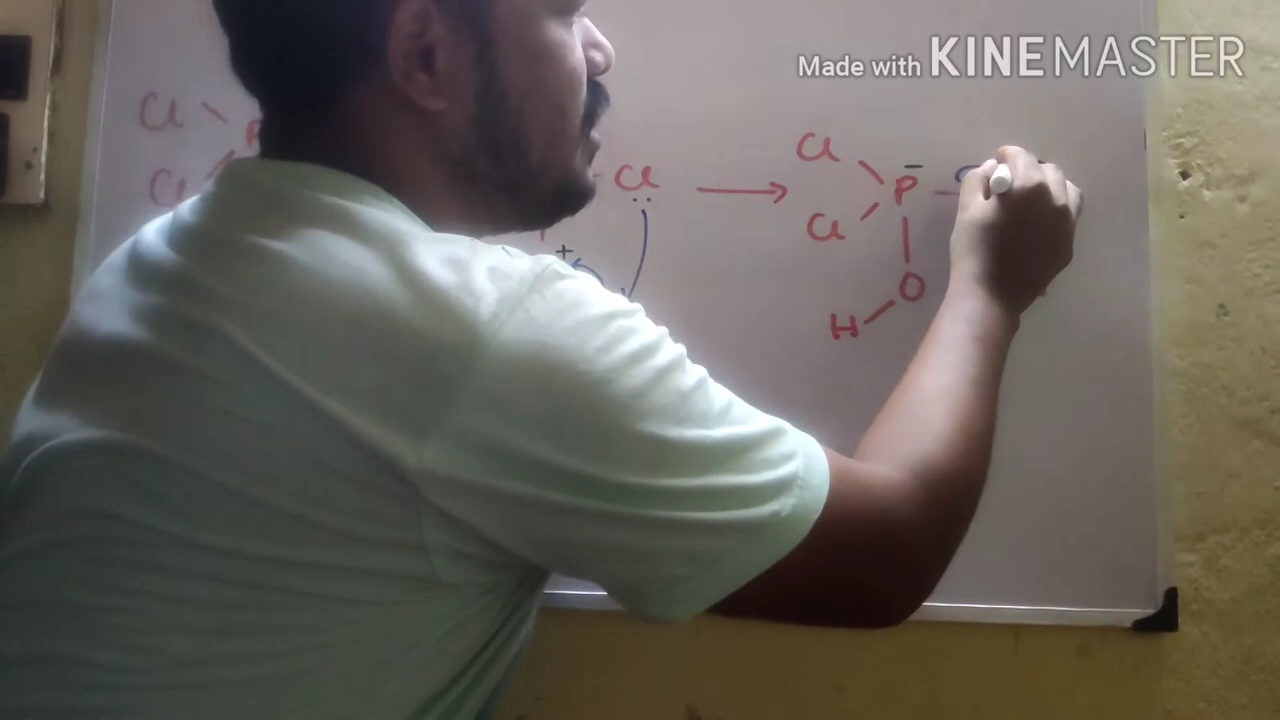 Made with KINEMASTER
Cl Cl → Cl P⁻
Cl Cl
+ O
H